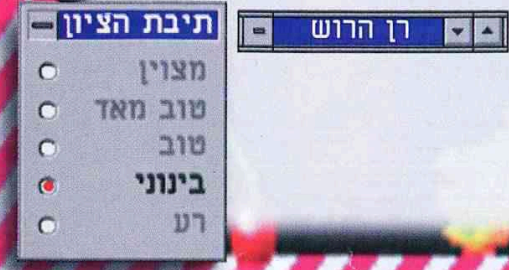 תיבת הציון
מצוין
טוב מאד
טוב
בינוני
רע
רן הרוש